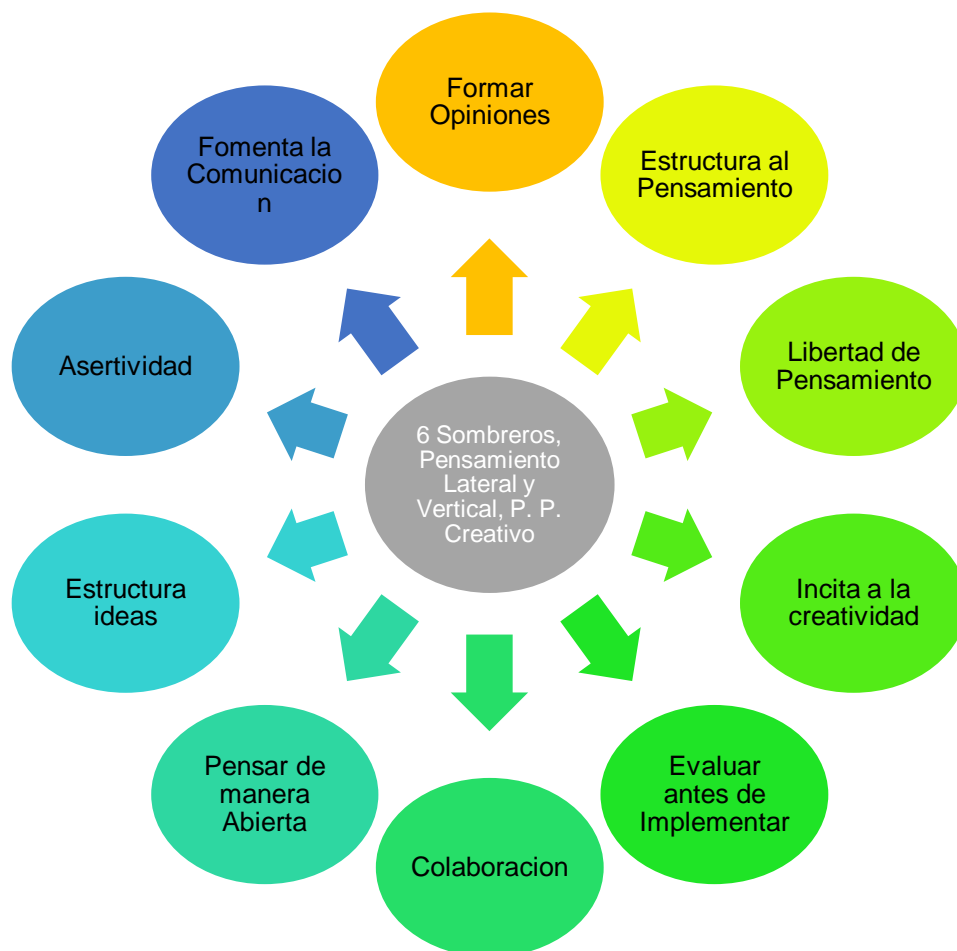 Formar
Opiniones
Estructura al
Pensamiento
Libertad de
Pensamiento
Incita a la
creatividad
Evaluar
antes de
Implementar
Colaboracion
Pensar de
manera
Abierta
Estructura
ideas
Asertividad
Fomenta la
Comunicacio
n
6 Sombreros,
Pensamiento
Lateral y
Vertical, P. P.
Creativo